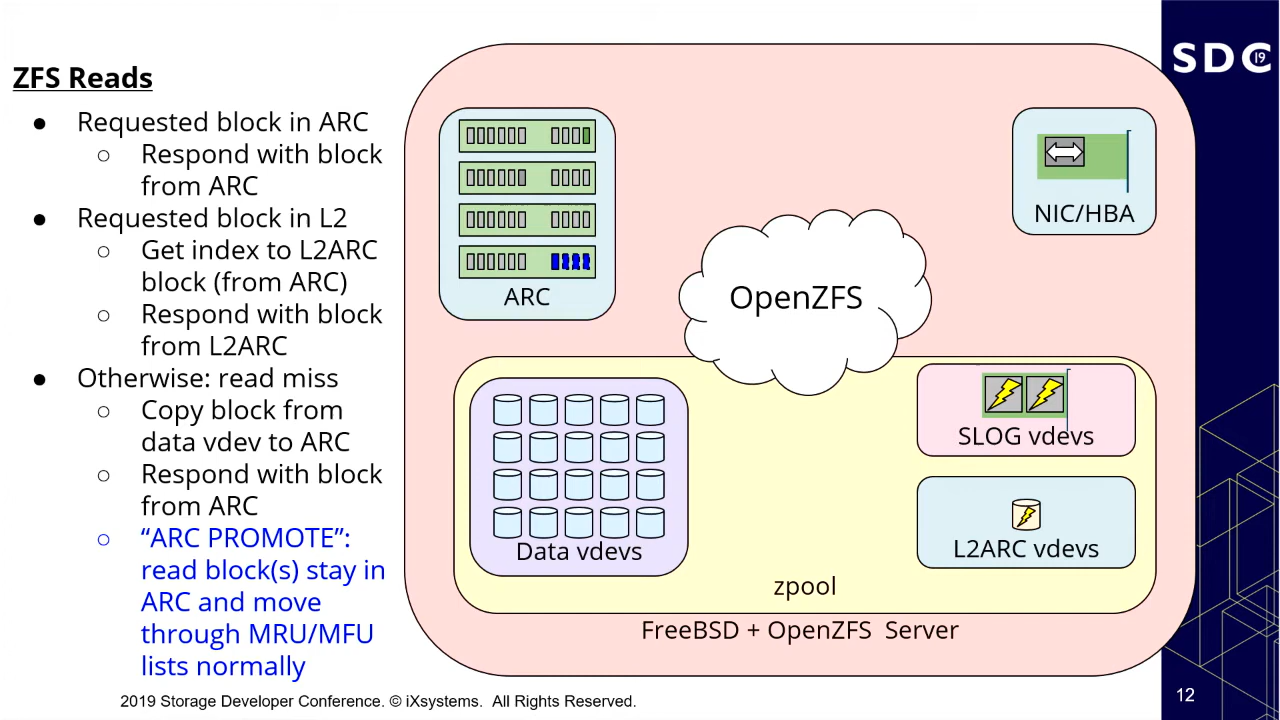 ZFS Reads
● Requested block in ARC
○ Respond with block
from ARC
● Requested block in L2
○ Get index to L2ARC
block (from ARC)
○ Respond with block
from L2ARC
● Otherwise: read miss
○ Copy block from
data vdev to ARC
○ Respond with block
from ARC
○ “ARC PROMOTE”:
read block(s) stay in
ARC and move
through MRU/MFU
lists normally
ARC
NIC/HBA
OpenZFS
SLOG vdevs
Data vdevs
L2ARC vdevs
zpool
FreeBSD + OpenZFS Server
SDC 19
2019 Storage Developer Conference. © iXsystems. All Rights Reserved.
12